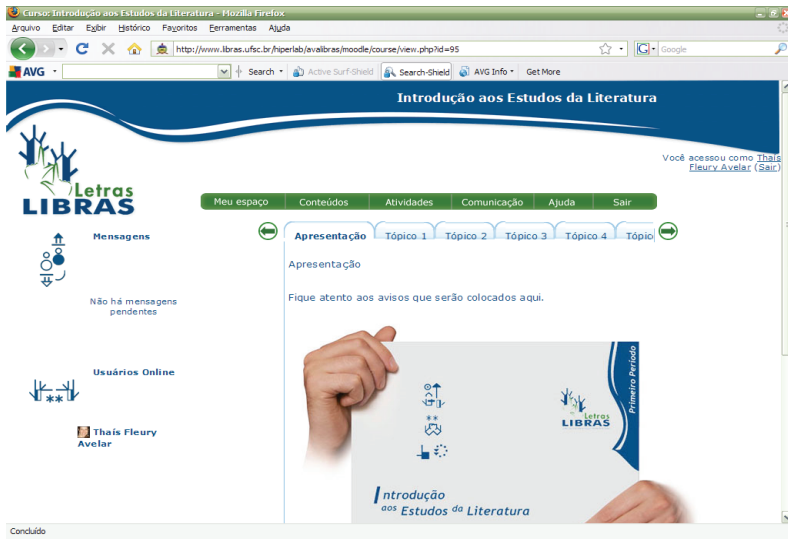 Curso: Introdução aos Estudos da Literatura - Mozilla Firefox
Arquivo Editar Exibir Histórico Favoritos Ferramentas Ajuda
http://www.libras.ufsc.br/hiperlab/avalibras/moodle/course/view.php?id=95
Google
AVG Search Active Surf-Shield Search-Shield AVG Info Get More
Introdução aos Estudos da Literatura
Você acessou como Thaís
Fleury Avelar (Sair)
Letras
LIBRAS
Meu espaço Conteúdos Atividades Comunicação Ajuda Sair
Mensagens
Apresentação Tópico 1 Tópico 2 Tópico 3 Tópico 4 Tópico
Apresentação
Não há mensagens
pendentes
Fique atento aos avisos que serão colocados aqui.
Usuários Online
Thaís Fleury
Avelar
Primeiro Período
Letras
LIBRAS
Introdução
aos Estudos da Literatura
Concluído